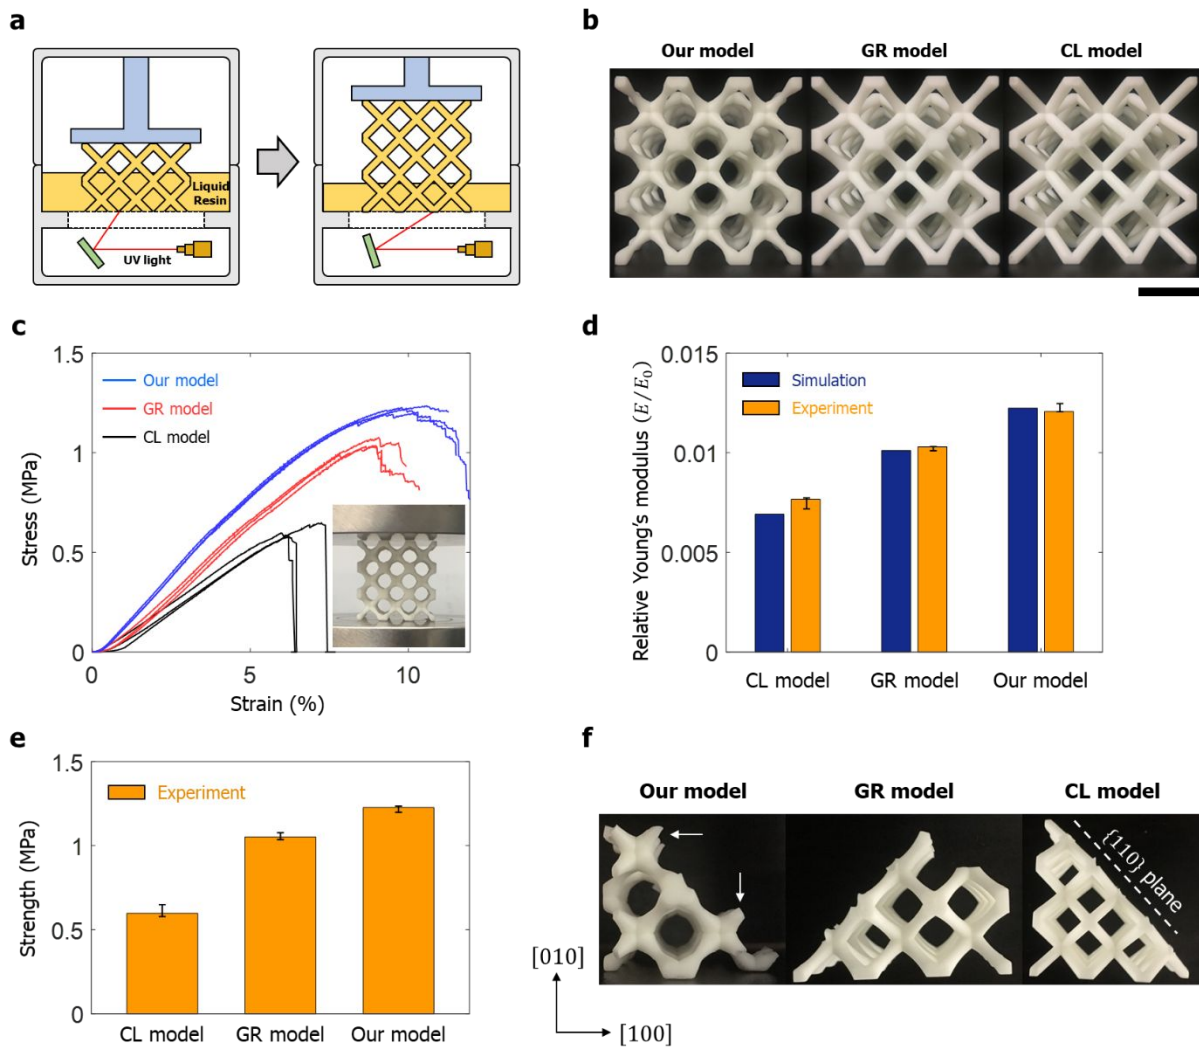 a
Liquid
Resin
UV light
b
Our model
GR model
CL model
c
1.5
1
0.5
0
0
5
10
Stress (MPa)
Strain (%)
Our model
GR model
CL model
d
0.015
0.01
0.005
0
Relative Young's modulus (E/E₀)
Simulation
Experiment
CL model
GR model
Our model
e
1.5
1
0.5
0
Strength (MPa)
Experiment
CL model
GR model
Our model
f
Our model
GR model
CL model
{110} plane
[010]
[100]